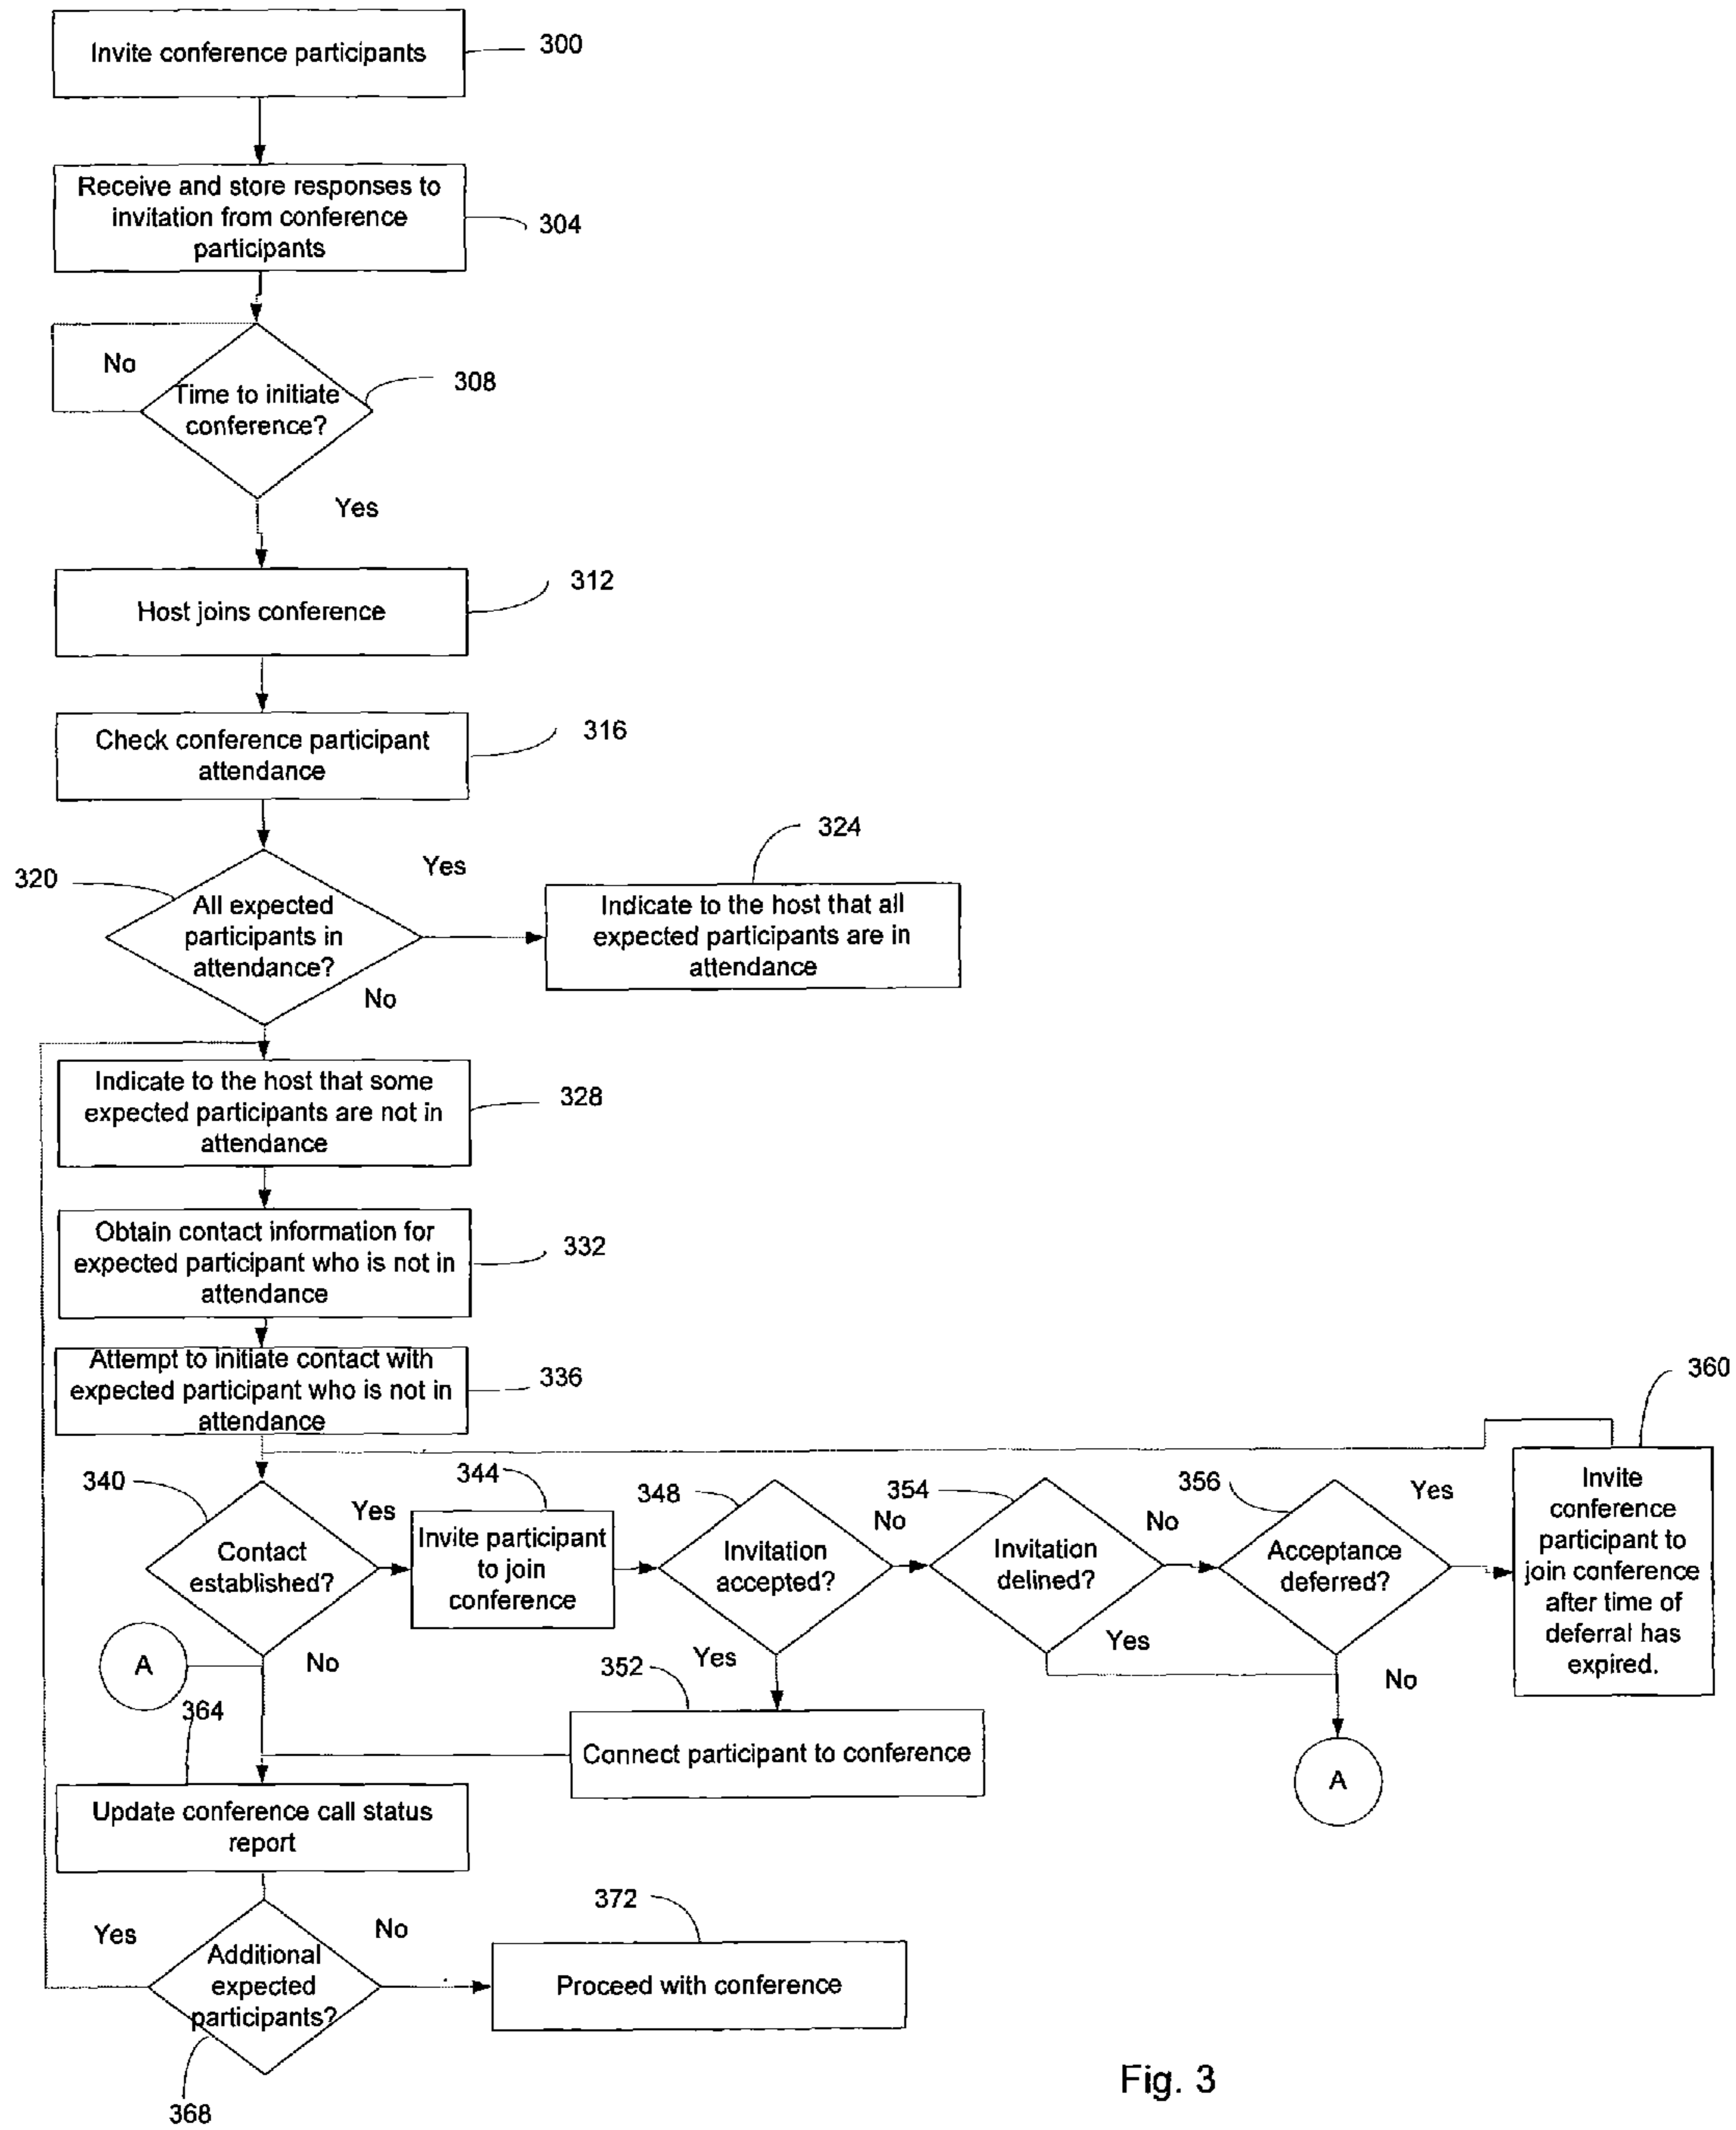 Invite conference participants
300
Receive and store responses to
invitation from conference
participants
304
No
Time to initiate
conference?
308
Yes
Host joins conference
312
Check conference participant
attendance
316
320
All expected
participants in
attendance?
Yes
324
Indicate to the host that all
expected participants are in
attendance
No
Indicate to the host that some
expected participants are not in
attendance
328
Obtain contact information for
expected participant who is not in
attendance
332
Attempt to initiate contact with
expected participant who is not in
attendance
336
340
Contact
established?
Yes
344
Invite participant
to join
conference
348
Invitation
accepted?
No
354
Invitation
delined?
No
356
Acceptance
deferred?
Yes
360
Invite
conference
participant to
join conference
after time of
deferral has
expired.
A
No
Yes
352
Connect participant to conference
Yes
No
A
364
Update conference call status
report
Yes
Additional
expected
participants?
368
No
372
Proceed with conference
Fig. 3